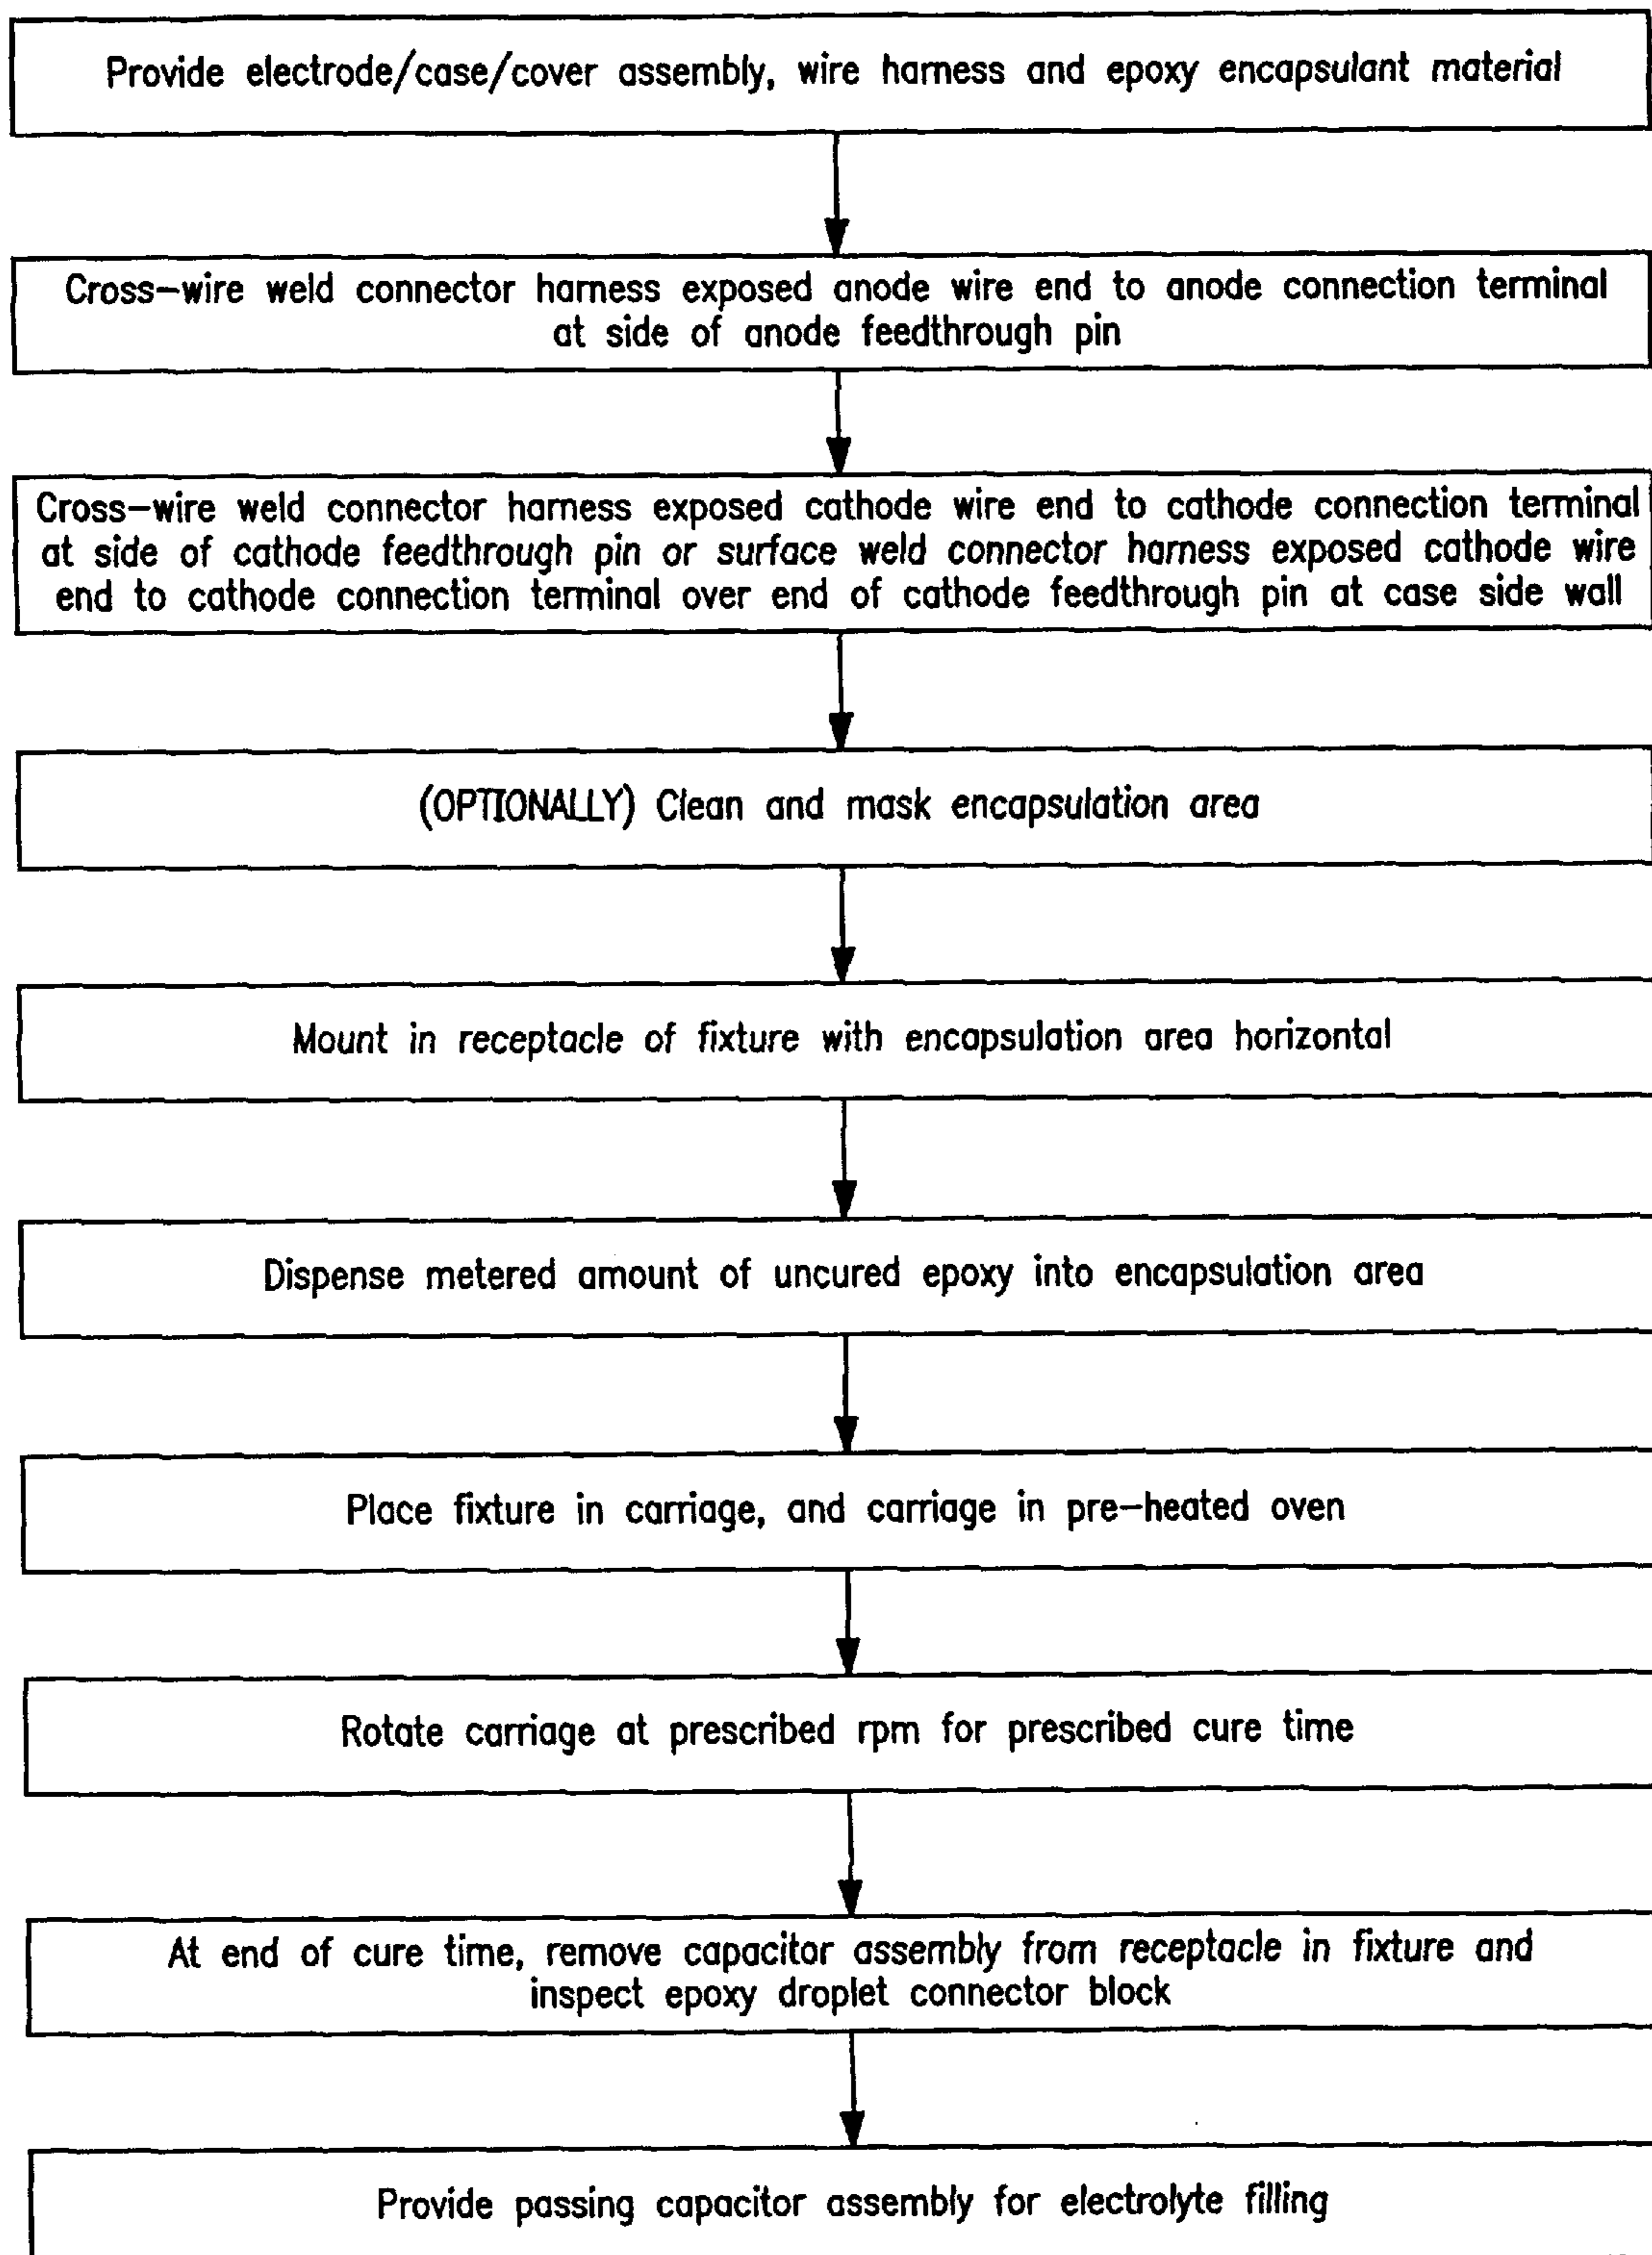 Provide electrode/case/cover assembly, wire harness and epoxy encapsulant material
Cross-wire weld connector harness exposed anode wire end to anode connection terminal
at side of anode feedthrough pin
Cross-wire weld connector harness exposed cathode wire end to cathode connection terminal
at side of cathode feedthrough pin or surface weld connector harness exposed cathode wire
end to cathode connection terminal over end of cathode feedthrough pin at case side wall
(OPTIONALLY) Clean and mask encapsulation area
Mount in receptacle of fixture with encapsulation area horizontal
Dispense metered amount of uncured epoxy into encapsulation area
Place fixture in carriage, and carriage in pre-heated oven
Rotate carriage at prescribed rpm for prescribed cure time
At end of cure time, remove capacitor assembly from receptacle in fixture and
inspect epoxy droplet connector block
Provide passing capacitor assembly for electrolyte filling